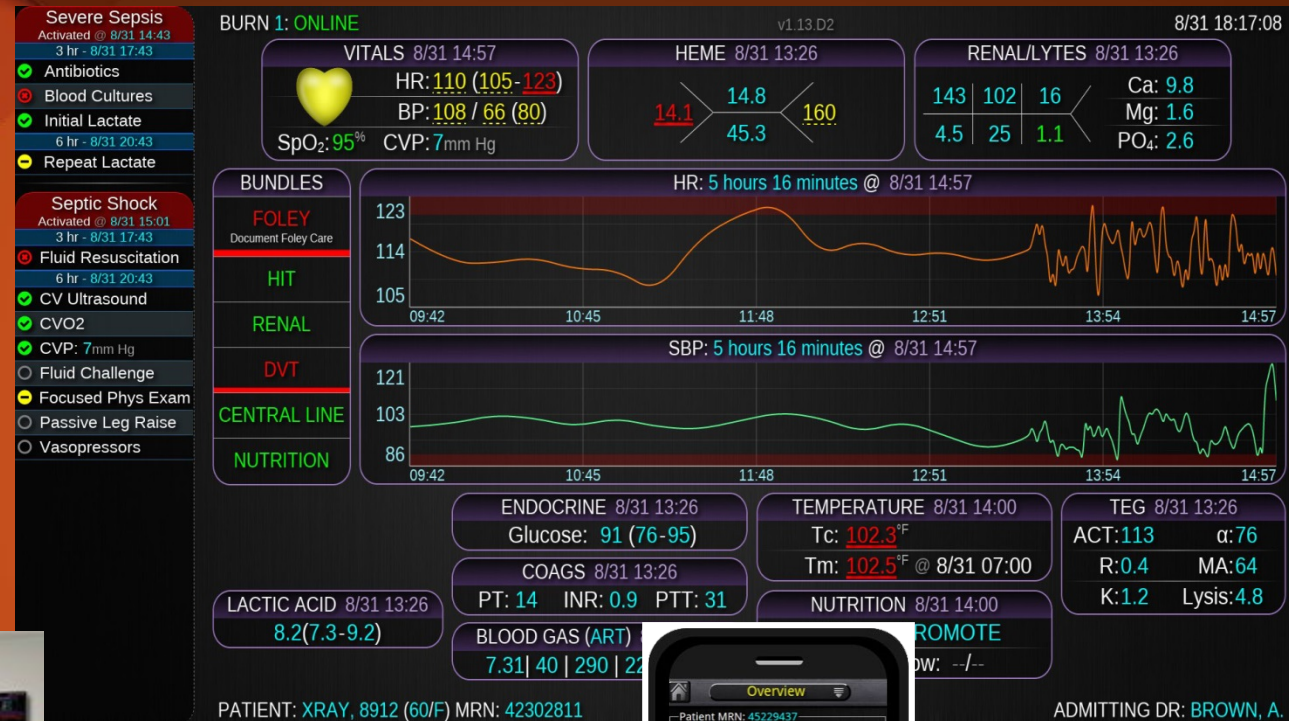 Severe Sepsis
Activated @ 8/31 14:43
3 hr - 8/31 17:43
Antibiotics
Blood Cultures
Initial Lactate
6 hr - 8/31 20:43
Repeat Lactate
Septic Shock
Activated @ 8/31 15:01
3 hr - 8/31 17:43
Fluid Resuscitation
6 hr - 8/31 20:43
CV Ultrasound
CVO2
CVP: 7mm Hg
Fluid Challenge
Focused Phys Exam
Passive Leg Raise
Vasopressors
BURN 1: ONLINE
v1.13.D2
8/31 18:17:08
VITALS 8/31 14:57
HR: 110 (105-123)
BP: 108 / 66 (80)
SpO₂: 95% CVP: 7mm Hg
HEME 8/31 13:26
14.1 14.8 160
45.3
RENAL/LYTES 8/31 13:26
143 102 16
4.5 25 1.1
Ca: 9.8
Mg: 1.6
PO₄: 2.6
BUNDLES
FOLEY
Document Foley Care
HIT
RENAL
DVT
CENTRAL LINE
NUTRITION
HR: 5 hours 16 minutes @ 8/31 14:57
123
114
105
09:42 10:45 11:48 12:51 13:54 14:57
SBP: 5 hours 16 minutes @ 8/31 14:57
121
103
86
09:42 10:45 11:48 12:51 13:54 14:57
ENDOCRINE 8/31 13:26
Glucose: 91 (76-95)
TEMPERATURE 8/31 14:00
Tc: 102.3°F
Tm: 102.5°F @ 8/31 07:00
TEG 8/31 13:26
ACT:113 α:76
R:0.4 MA:64
K:1.2 Lysis:4.8
COAGS 8/31 13:26
PT: 14 INR: 0.9 PTT: 31
LACTIC ACID 8/31 13:26
8.2(7.3-9.2)
BLOOD GAS (ART)
7.31| 40 | 290 | 22
NUTRITION 8/31 14:00
ROMOTE
ow: --/--
Overview
Patient MRN: 45229437
PATIENT: XRAY, 8912 (60/F) MRN: 42302811
ADMITTING DR: BROWN, A.